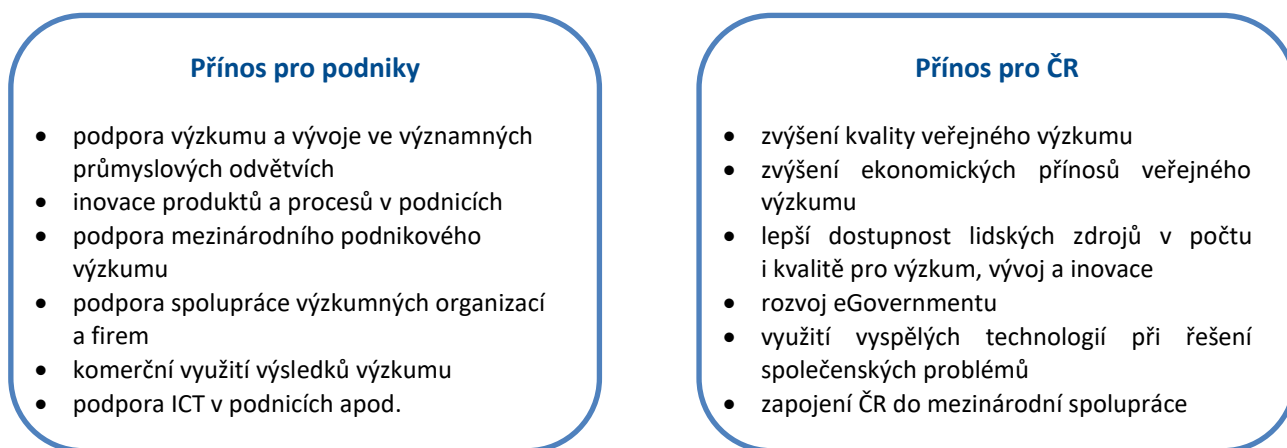 Přínos pro podniky
• podpora výzkumu a vývoje ve významných
průmyslových odvětvích
• inovace produktů a procesů v podnicích
• podpora mezinárodního podnikového
výzkumu
• podpora spolupráce výzkumných organizací
a firem
• komerční využití výsledků výzkumu
• podpora ICT v podnicích apod.
Přínos pro ČR
• zvýšení kvality veřejného výzkumu
• zvýšení ekonomických přínosů veřejného
výzkumu
• lepší dostupnost lidských zdrojů v počtu
i kvalitě pro výzkum, vývoj a inovace
• rozvoj eGovernmentu
• využití vyspělých technologií při řešení
společenských problémů
• zapojení ČR do mezinárodní spolupráce